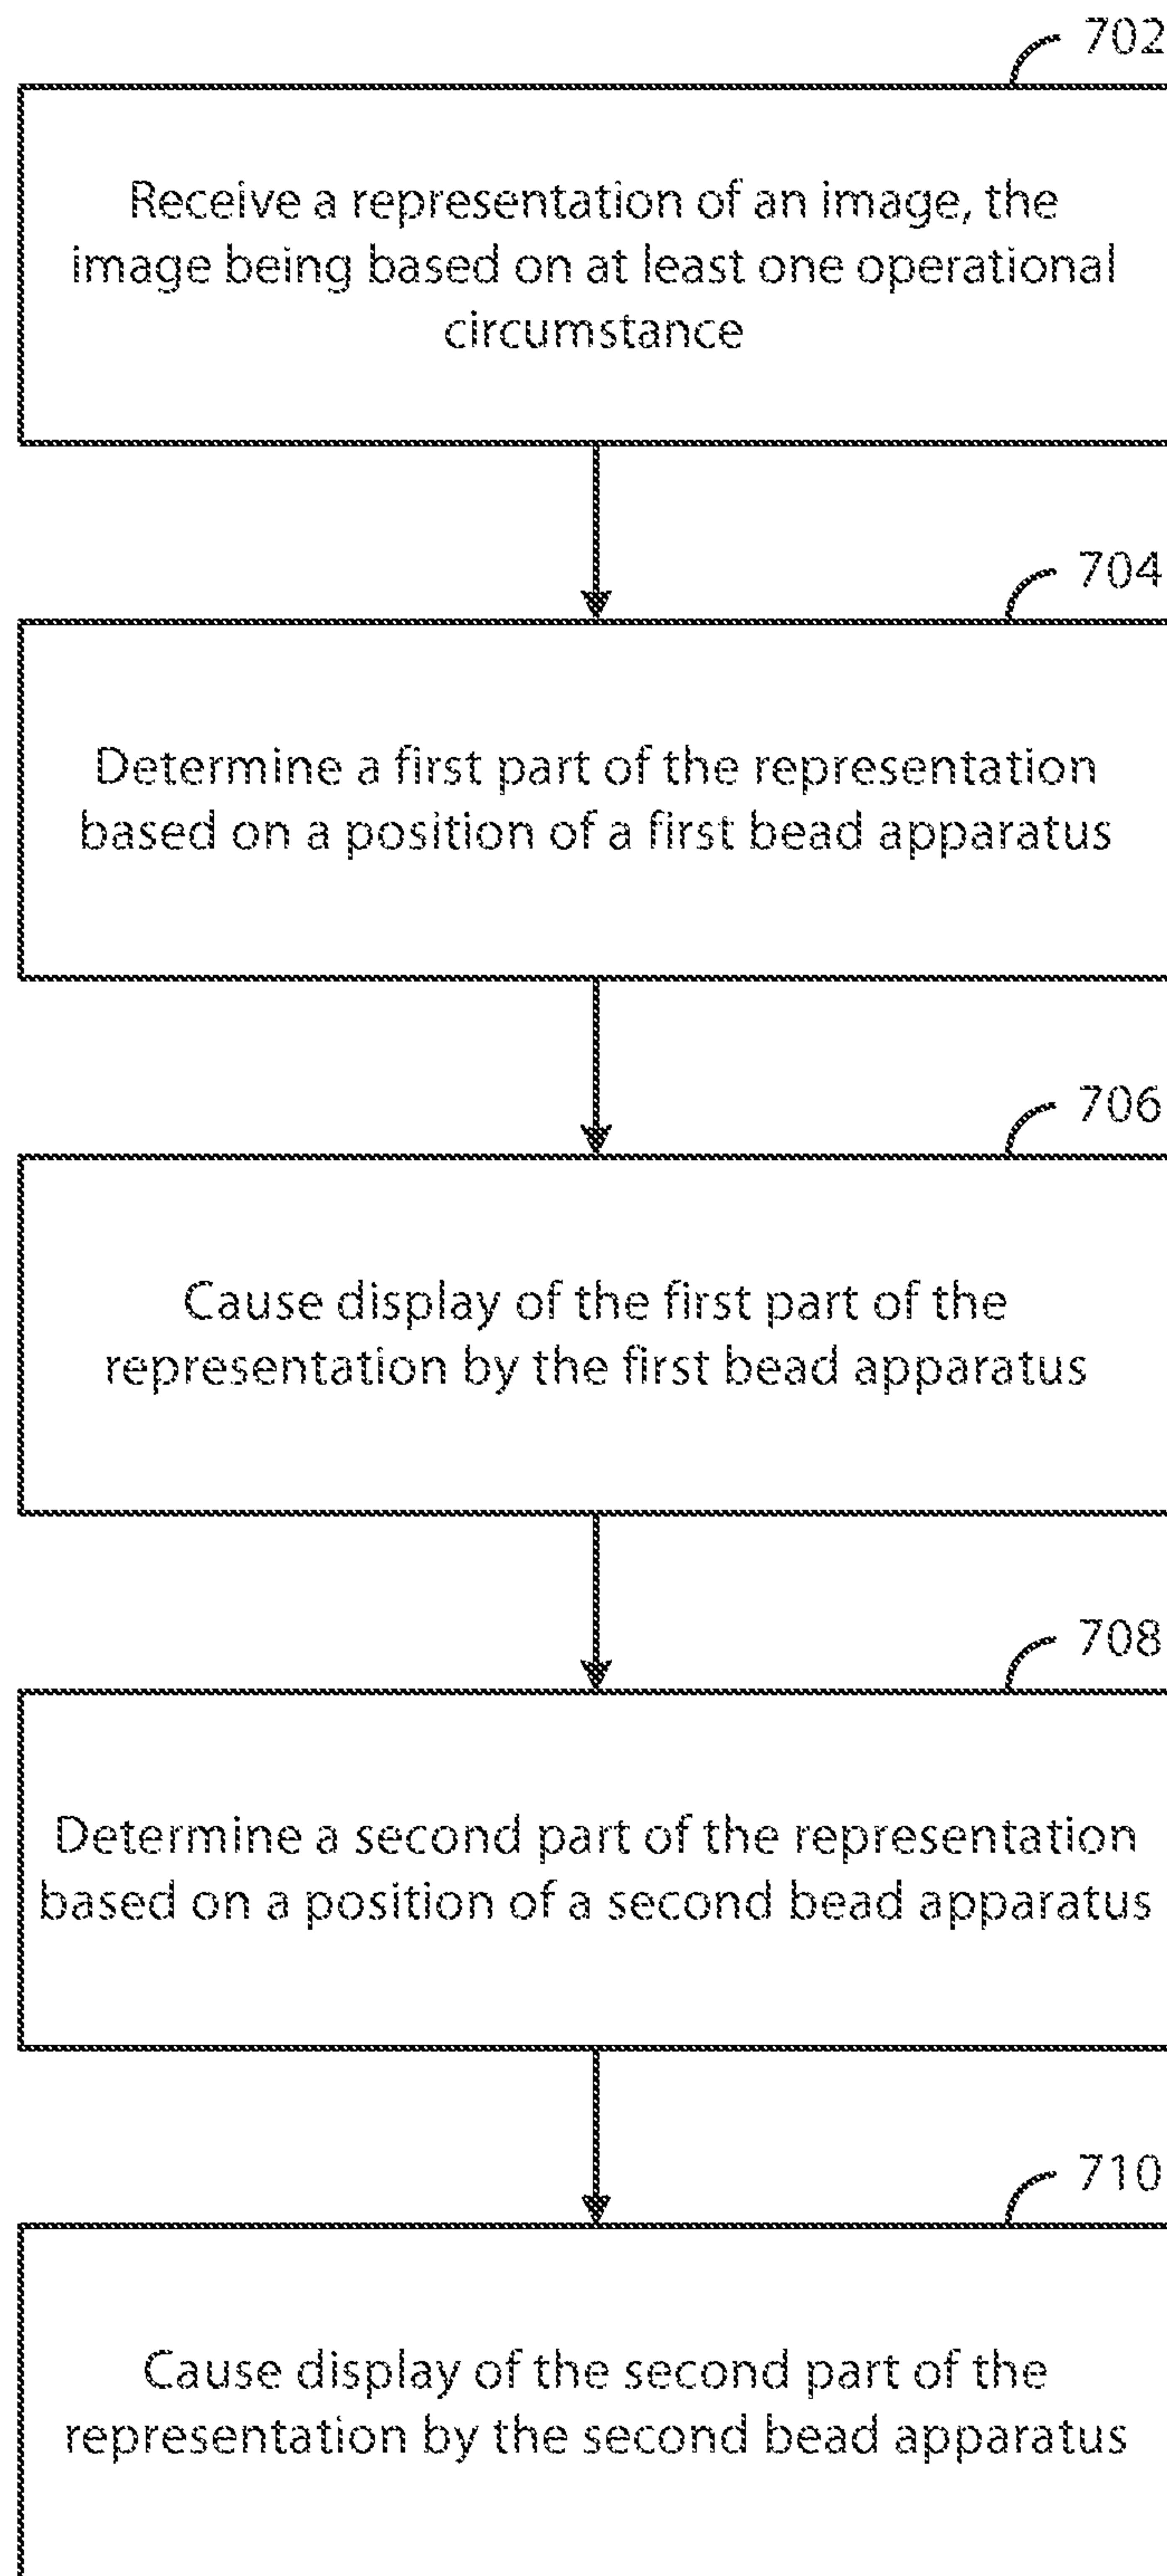 702
Receive a representation of an image, the
image being based on at least one operational
circumstance
704
Determine a first part of the representation
based on a position of a first bead apparatus
706
Cause display of the first part of the
representation by the first bead apparatus
708
Determine a second part of the representation
based on a position of a second bead apparatus
710
Cause display of the second part of the
representation by the second bead apparatus